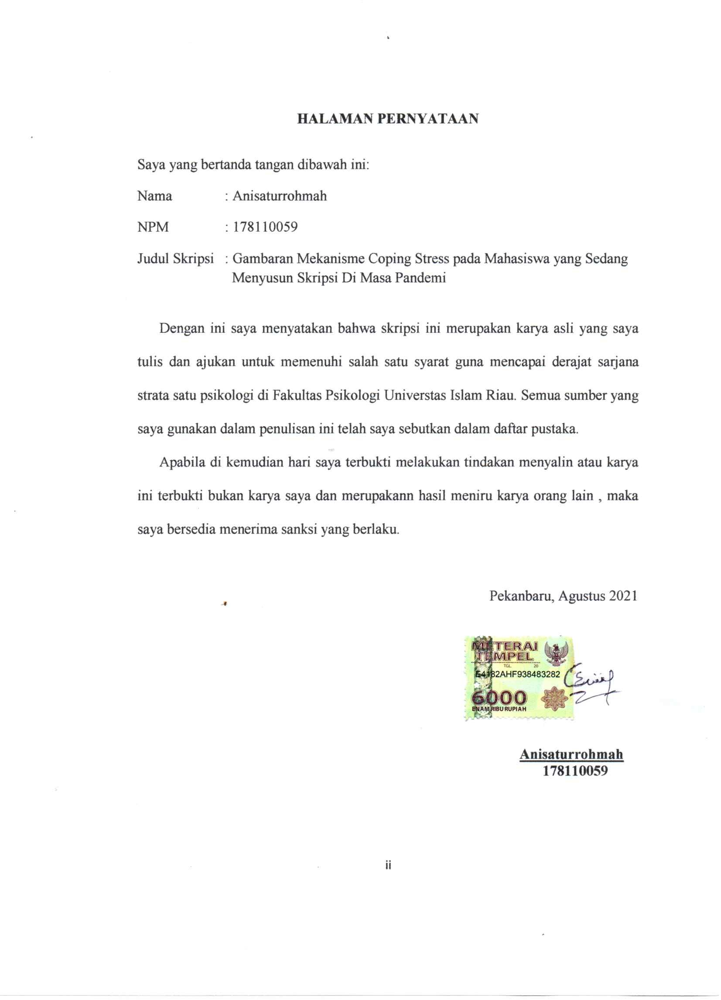 HALAMAN PERNYATAAN
Saya yang bertanda tangan dibawah ini:
Nama : Anisaturrohmah
NPM : 178110059
Judul Skripsi : Gambaran Mekanisme Coping Stress pada Mahasiswa yang Sedang
Menyusun Skripsi Di Masa Pandemi
Dengan ini saya menyatakan bahwa skripsi ini merupakan karya asli yang saya
tulis dan ajukan untuk memenuhi salah satu syarat guna mencapai derajat sarjana
strata satu psikologi di Fakultas Psikologi Universtas Islam Riau. Semua sumber yang
saya gunakan dalam penulisan ini telah saya sebutkan dalam daftar pustaka.
Apabila di kemudian hari saya terbukti melakukan tindakan menyalin atau karya
ini terbukti bukan karya saya dan merupakann hasil meniru karya orang lain , maka
saya bersedia menerima sanksi yang berlaku.
Pekanbaru, Agustus 2021
METERAI
TEMPEL
TGL. 20
E4182AHF938483282
6000
ENAM RIBU RUPIAH
Anisaturrohmah
178110059
ii